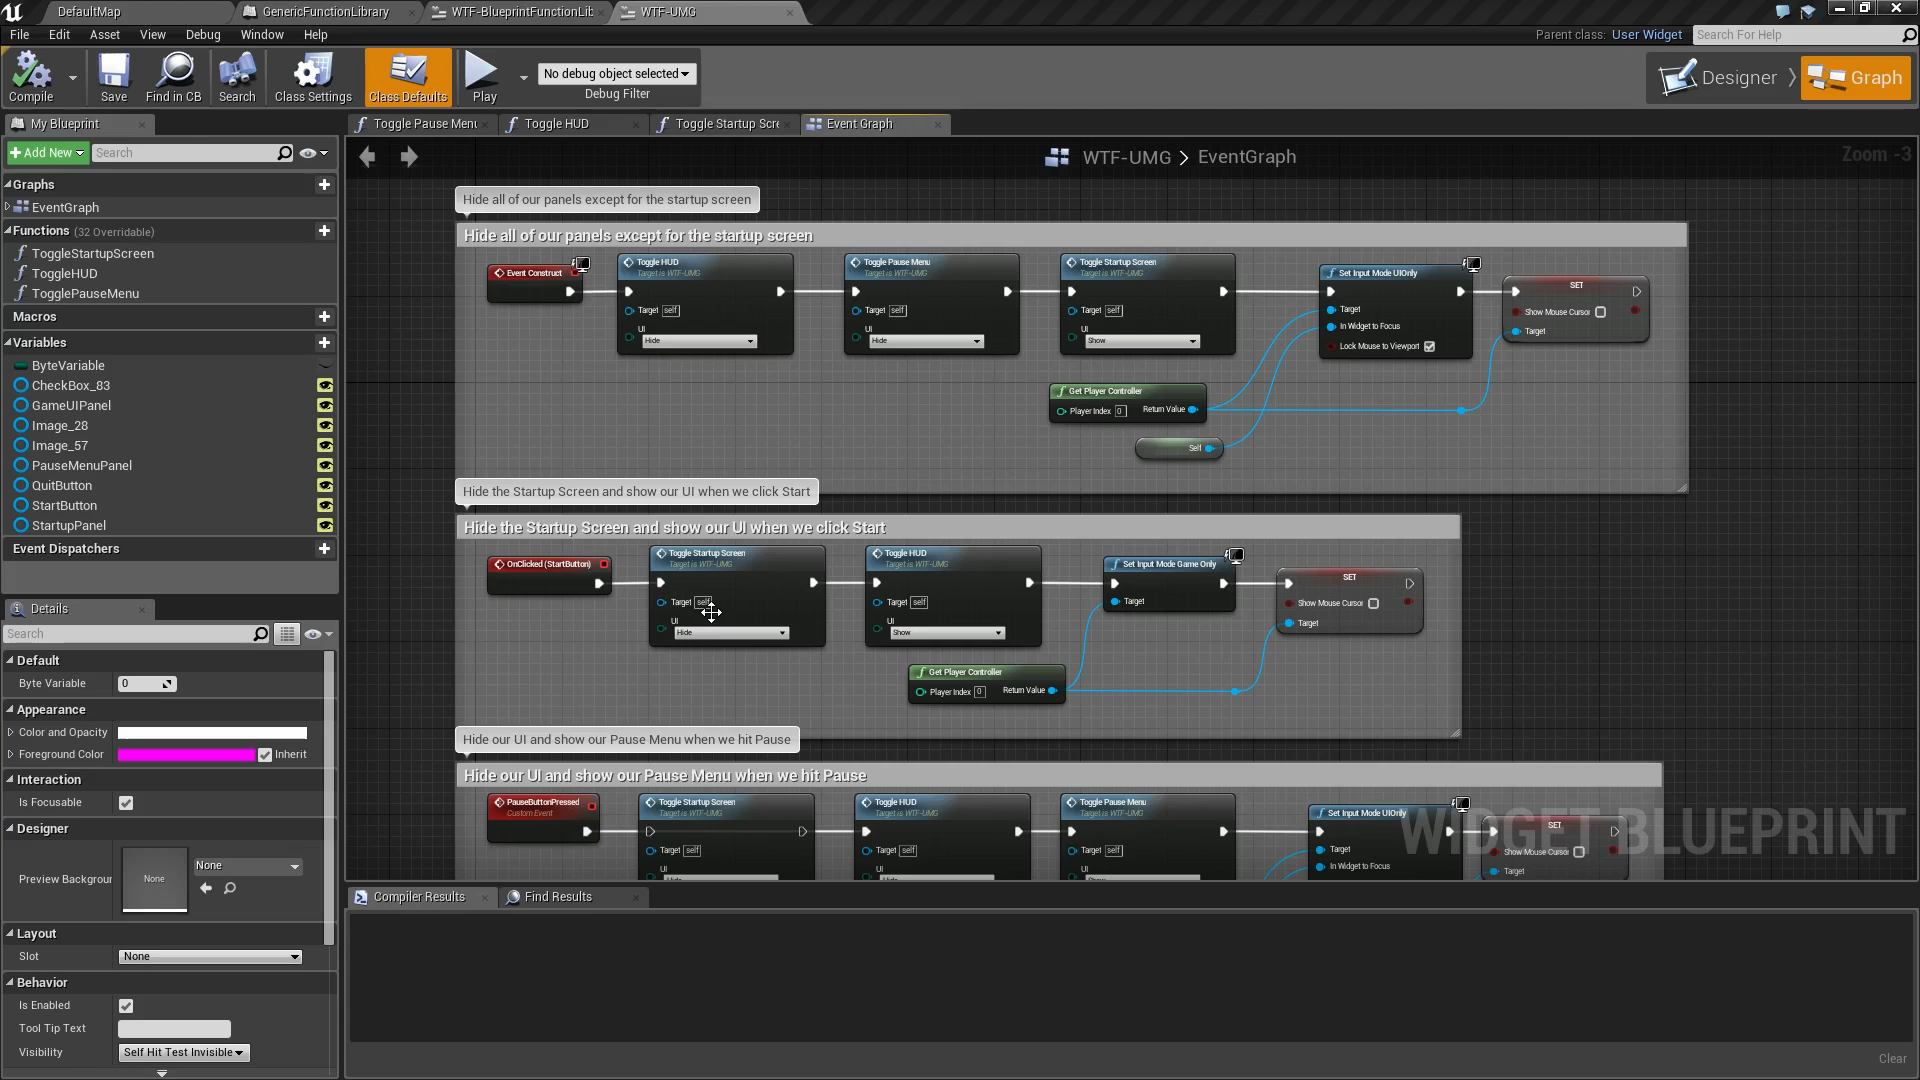 DefaultMap
GenericFunctionLibrary
WTF-BlueprintFunctionLib
WTF-UMG
File Edit Asset View Debug Window Help
Parent class: User Widget
Search For Help
Compile
Save
Find in CB
Search
Class Settings
Class Defaults
Play
No debug object selected
Debug Filter
Designer
Graph
My Blueprint
Toggle Pause Menu
Toggle HUD
Toggle Startup Scre
Event Graph
Add New
Search
WTF-UMG > EventGraph
Zoom -3
Graphs
EventGraph
Functions (32 Overridable)
ToggleStartupScreen
ToggleHUD
TogglePauseMenu
Macros
Variables
ByteVariable
CheckBox_83
GameUIPanel
Image_28
Image_57
PauseMenuPanel
QuitButton
StartButton
StartupPanel
Event Dispatchers
Details
Search
Default
Byte Variable 0
Appearance
Color and Opacity
Foreground Color Inherit
Interaction
Is Focusable
Designer
Preview Backgroun None None
Layout
Slot None
Behavior
Is Enabled
Tool Tip Text
Visibility Self Hit Test Invisible
Hide all of our panels except for the startup screen
Hide all of our panels except for the startup screen
Event Construct
Toggle HUD
Target is WTF-UMG
Target self
UI
Hide
Toggle Pause Menu
Target is WTF-UMG
Target self
UI
Hide
Toggle Startup Screen
Target is WTF-UMG
Target self
UI
Show
Set Input Mode UIOnly
Target
In Widget to Focus
Lock Mouse to Viewport
SET
Show Mouse Cursor
Target
Get Player Controller
Player Index 0 Return Value
Self
Hide the Startup Screen and show our UI when we click Start
Hide the Startup Screen and show our UI when we click Start
OnClicked (StartButton)
Toggle Startup Screen
Target is WTF-UMG
Target self
UI
Hide
Toggle HUD
Target is WTF-UMG
Target self
UI
Show
Set Input Mode Game Only
Target
SET
Show Mouse Cursor
Target
Get Player Controller
Player Index 0 Return Value
Hide our UI and show our Pause Menu when we hit Pause
Hide our UI and show our Pause Menu when we hit Pause
PauseButtonPressed
Custom Event
Toggle Startup Screen
Target is WTF-UMG
Target self
UI
Toggle HUD
Target is WTF-UMG
Target self
UI
Toggle Pause Menu
Target is WTF-UMG
Target self
UI
Set Input Mode UIOnly
Target
In Widget to Focus
SET
Show Mouse Cursor
Target
WIDGET BLUEPRINT
Compiler Results
Find Results
Clear